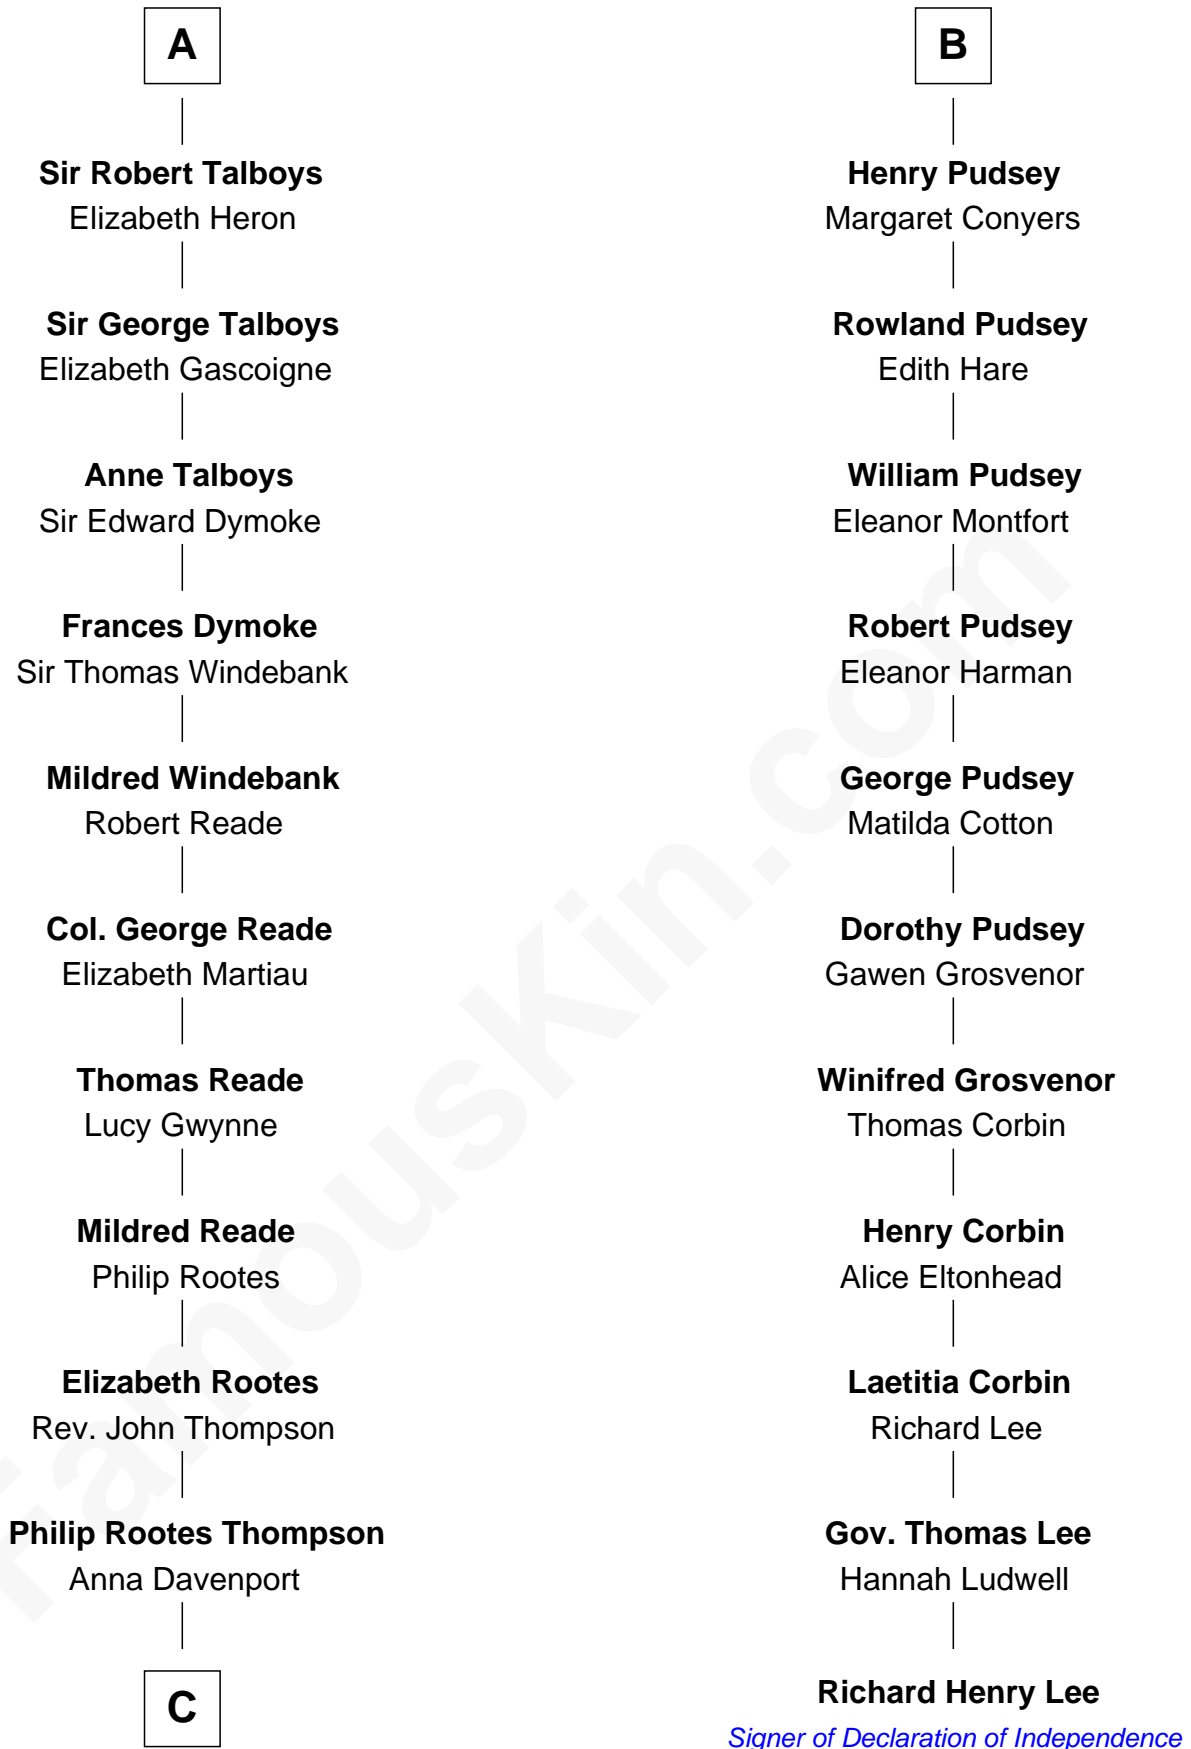 A
Sir Robert Talboys
Elizabeth Heron
Sir George Talboys
Elizabeth Gascoigne
Anne Talboys
Sir Edward Dymoke
Frances Dymoke
Sir Thomas Windebank
Mildred Windebank
Robert Reade
Col. George Reade
Elizabeth Martiau
Thomas Reade
Lucy Gwynne
Mildred Reade
Philip Rootes
Elizabeth Rootes
Rev. John Thompson
Philip Rootes Thompson
Anna Davenport
C
B
Henry Pudsey
Margaret Conyers
Rowland Pudsey
Edith Hare
William Pudsey
Eleanor Montfort
Robert Pudsey
Eleanor Harman
George Pudsey
Matilda Cotton
Dorothy Pudsey
Gawen Grosvenor
Winifred Grosvenor
Thomas Corbin
Henry Corbin
Alice Eltonhead
Laetitia Corbin
Richard Lee
Gov. Thomas Lee
Hannah Ludwell
Richard Henry Lee
Signer of Declaration of Independence
FamousKin.com